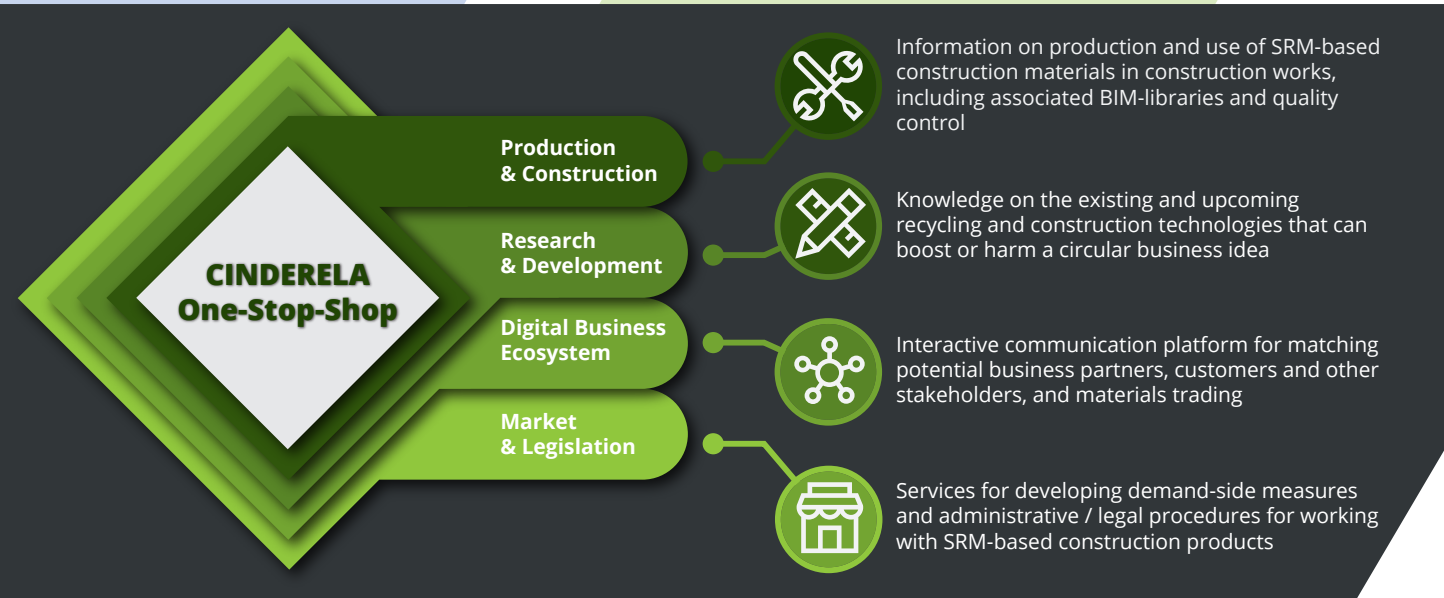 CINDERELA
One-Stop-Shop
Production
& Construction
Information on production and use of SRM-based
construction materials in construction works,
including associated BIM-libraries and quality
control
Research
& Development
Knowledge on the existing and upcoming
recycling and construction technologies that can
boost or harm a circular business idea
Digital Business
Ecosystem
Interactive communication platform for matching
potential business partners, customers and other
stakeholders, and materials trading
Market
& Legislation
Services for developing demand-side measures
and administrative / legal procedures for working
with SRM-based construction products